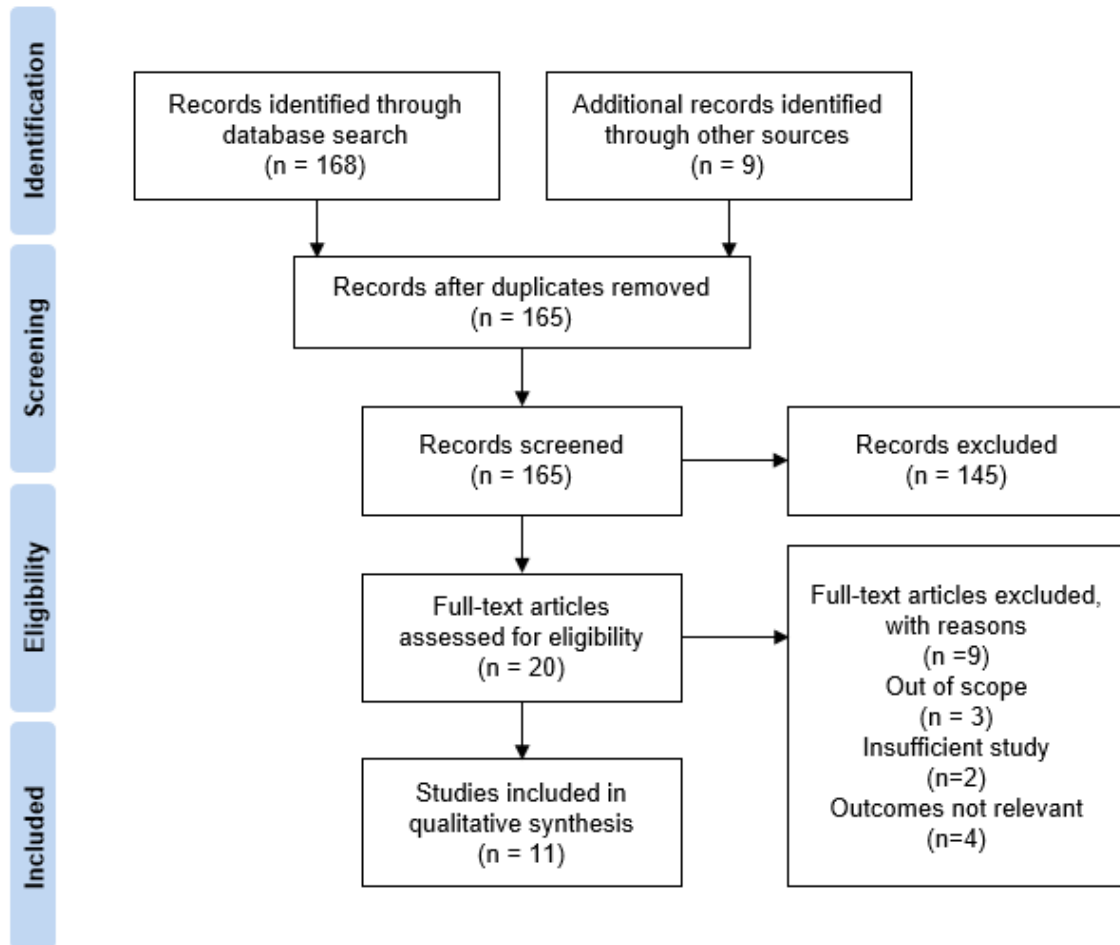 Identification
Records identified through
database search
(n = 168)
Additional records identified
through other sources
(n = 9)
Screening
Records after duplicates removed
(n = 165)
Records screened
(n = 165)
Records excluded
(n = 145)
Eligibility
Full-text articles
assessed for eligibility
(n = 20)
Full-text articles excluded,
with reasons
(n =9)
Out of scope
(n = 3)
Insufficient study
(n=2)
Outcomes not relevant
(n=4)
Included
Studies included in
qualitative synthesis
(n = 11)